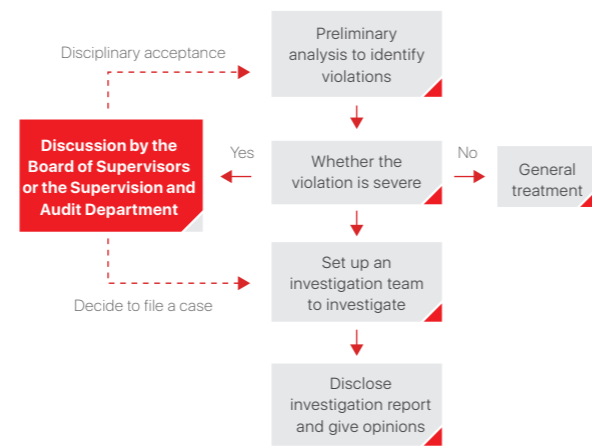 Disciplinary acceptance
Preliminary
analysis to identify
violations
Discussion by the
Board of Supervisors
or the Supervision and
Audit Department
Yes
Whether the
violation is severe
No
General
treatment
Decide to file a case
Set up an
investigation team
to investigate
Disclose
investigation report
and give opinions